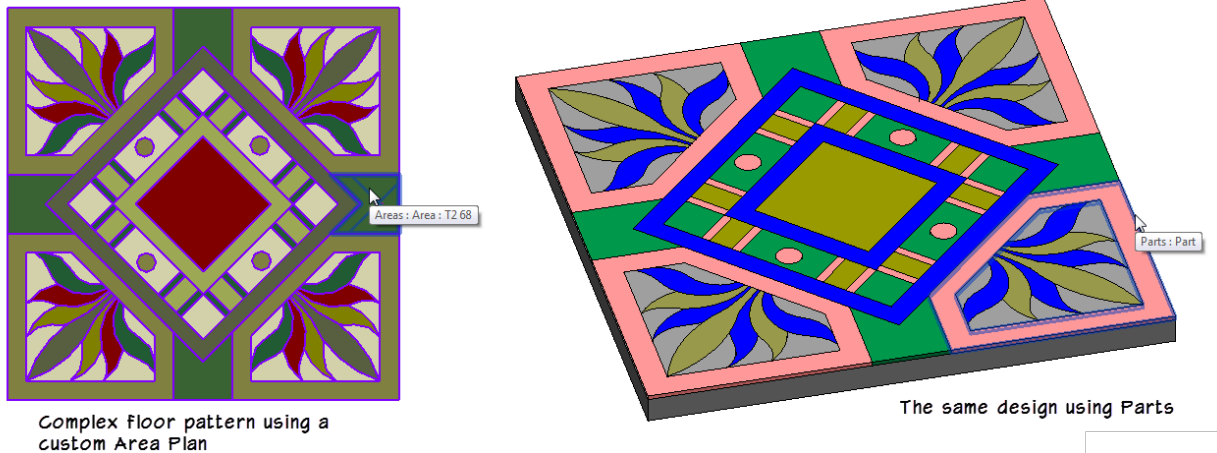 Areas : Area : T2 68
Parts : Part
Complex floor pattern using a
custom Area Plan
The same design using Parts